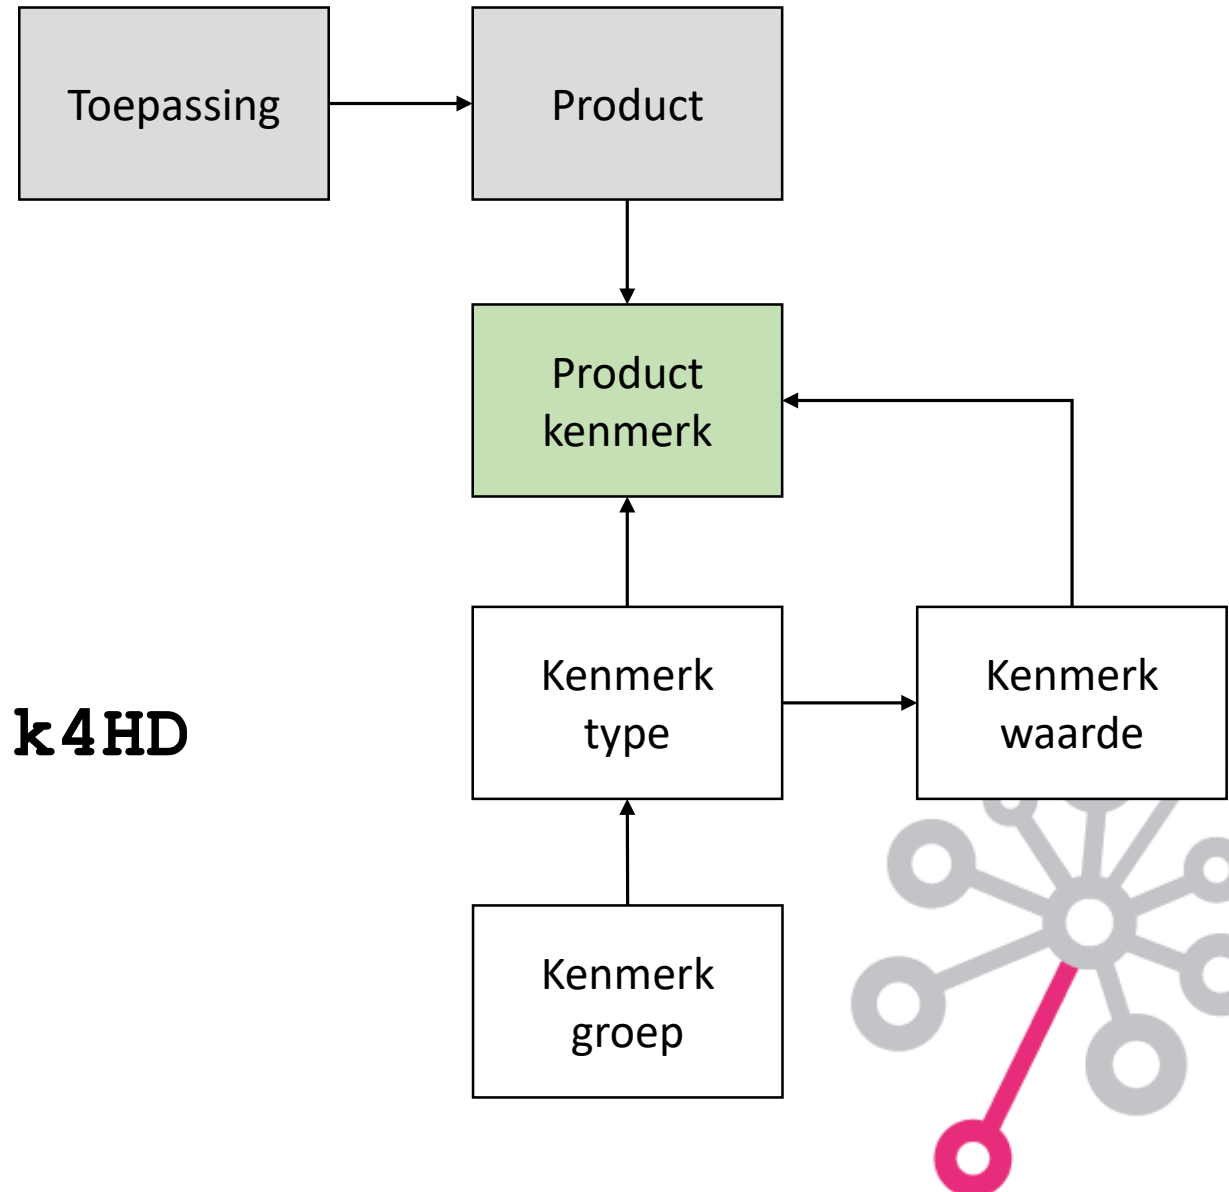 Toepassing
Product
Product
kenmerk
Kenmerk
type
Kenmerk
waarde
k4HD
Kenmerk
groep